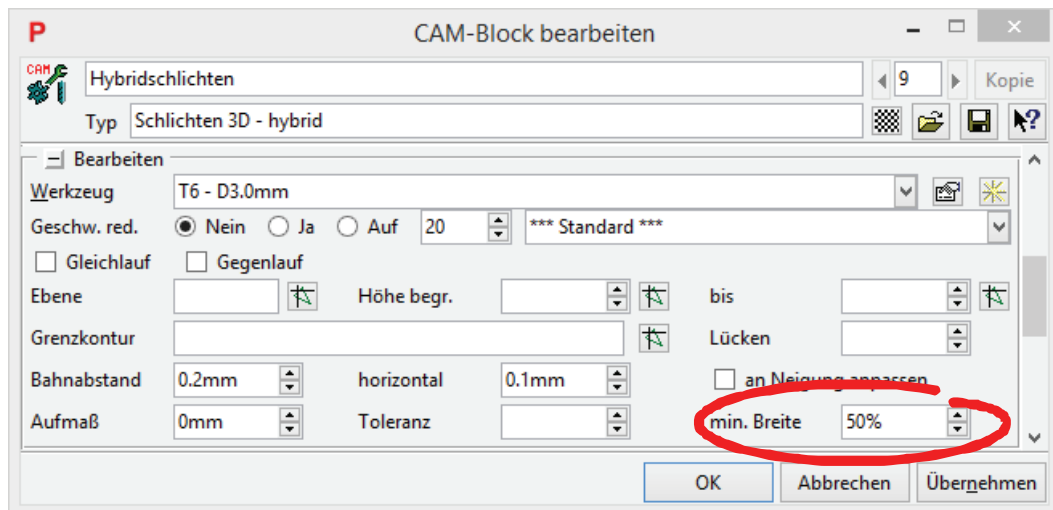 P CAM-Block bearbeiten
CAM Hybridschlichten 9 Kopie
Typ Schlichten 3D - hybrid
Bearbeiten
Werkzeug T6 - D3.0mm
Geschw. red. Nein Ja Auf 20 *** Standard ***
Gleichlauf Gegenlauf
Ebene Höhe begr. bis
Grenzkontur Lücken
Bahnabstand 0.2mm horizontal 0.1mm an Neigung anpassen
Aufmaß 0mm Toleranz min. Breite 50%
OK Abbrechen Übernehmen